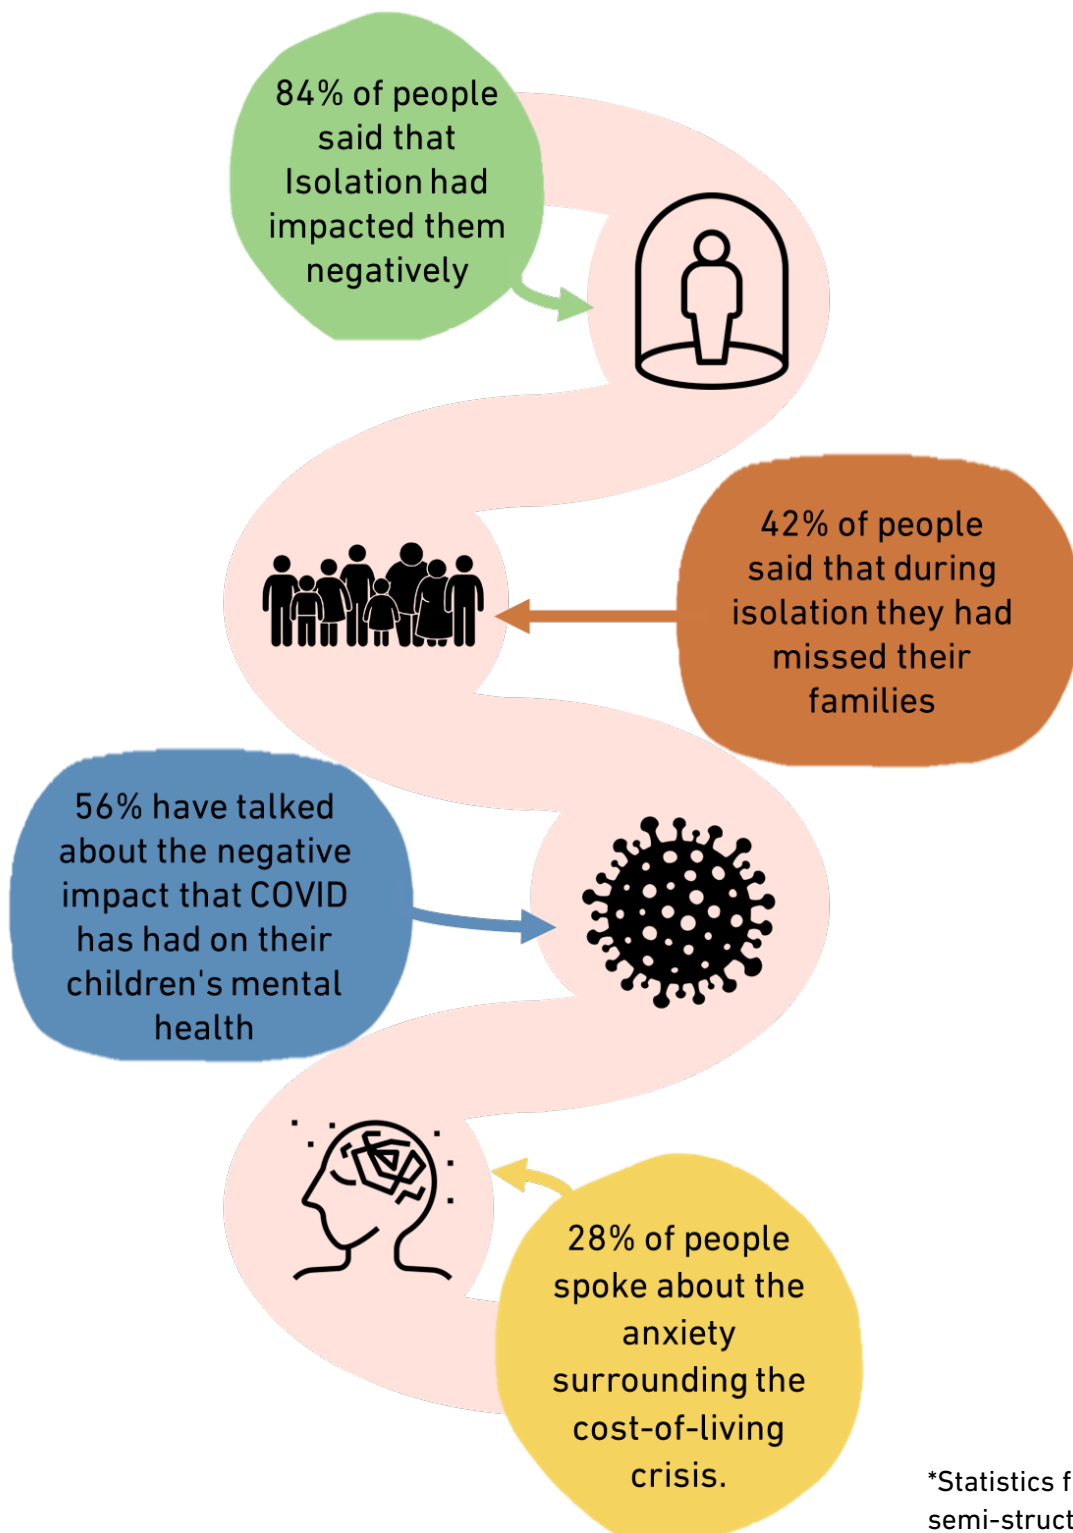 84% of people
said that
Isolation had
impacted them
negatively
42% of people
said that during
isolation they had
missed their
families
56% have talked
about the negative
impact that COVID
has had on their
children's mental
health
28% of people
spoke about the
anxiety
surrounding the
cost-of-living
crisis.
*Statistics